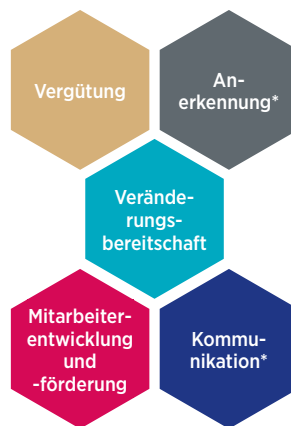 Vergütung
An-
erkennung*
Verände-
rungs-
bereitschaft
Mitarbeiter-
entwicklung
und
-förderung
Kommu-
nikation*